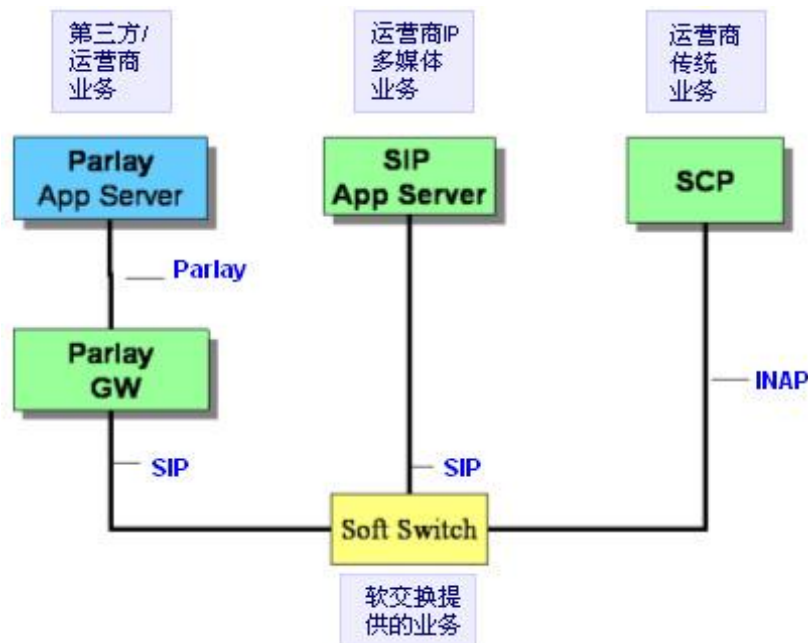 第三方/
运营商
业务
运营商IP
多媒体
业务
运营商
传统
业务
Parlay
App Server
SIP
App Server
SCP
Parlay
Parlay
GW
INAP
SIP
SIP
Soft Switch
软交换提
供的业务